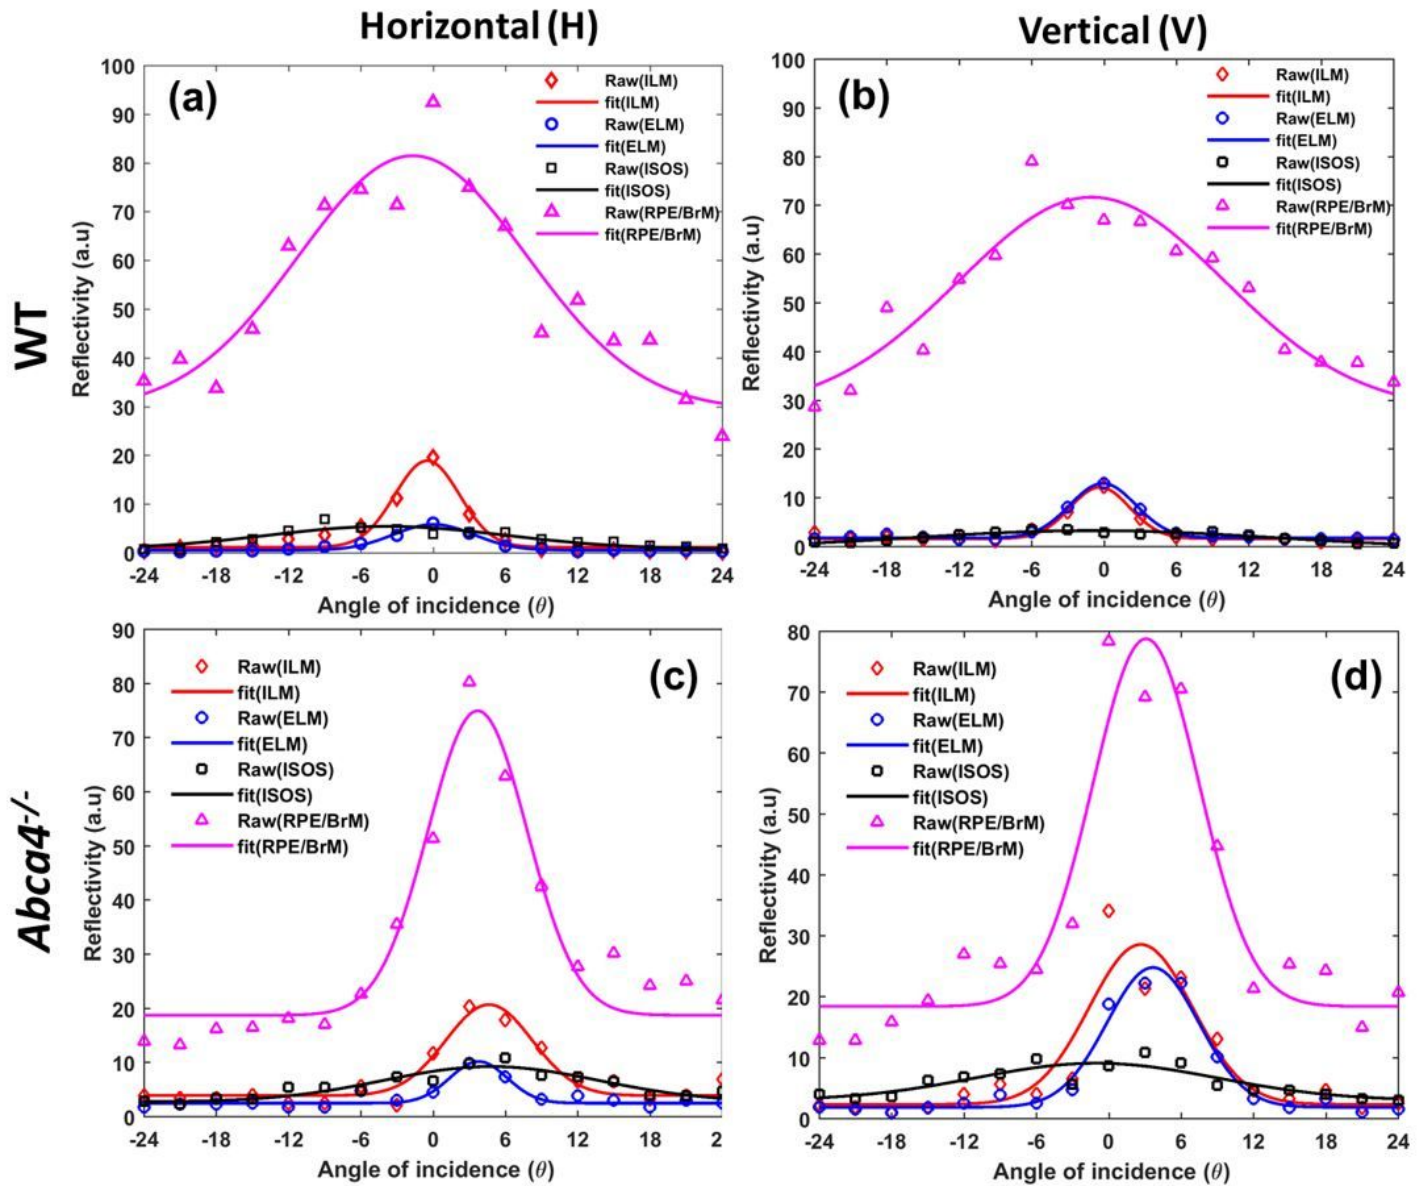 Horizontal (H)
Vertical (V)
WT
Abca4-/-
(a)
Raw(ILM)
fit(ILM)
Raw(ELM)
fit(ELM)
Raw(ISOS)
fit(ISOS)
Raw(RPE/BrM)
fit(RPE/BrM)
Reflectivity (a.u)
100
90
80
70
60
50
40
30
20
10
0
-24 -18 -12 -6 0 6 12 18 24
Angle of incidence (θ)
(b)
Raw(ILM)
fit(ILM)
Raw(ELM)
fit(ELM)
Raw(ISOS)
fit(ISOS)
Raw(RPE/BrM)
fit(RPE/BrM)
Reflectivity (a.u)
100
90
80
70
60
50
40
30
20
10
0
-24 -18 -12 -6 0 6 12 18 24
Angle of incidence (θ)
(c)
Raw(ILM)
fit(ILM)
Raw(ELM)
fit(ELM)
Raw(ISOS)
fit(ISOS)
Raw(RPE/BrM)
fit(RPE/BrM)
Reflectivity (a.u)
90
80
70
60
50
40
30
20
10
0
-24 -18 -12 -6 0 6 12 18 2
Angle of incidence (θ)
(d)
Raw(ILM)
fit(ILM)
Raw(ELM)
fit(ELM)
Raw(ISOS)
fit(ISOS)
Raw(RPE/BrM)
fit(RPE/BrM)
Reflectivity (a.u)
80
70
60
50
40
30
20
10
0
-24 -18 -12 -6 0 6 12 18 24
Angle of incidence (θ)